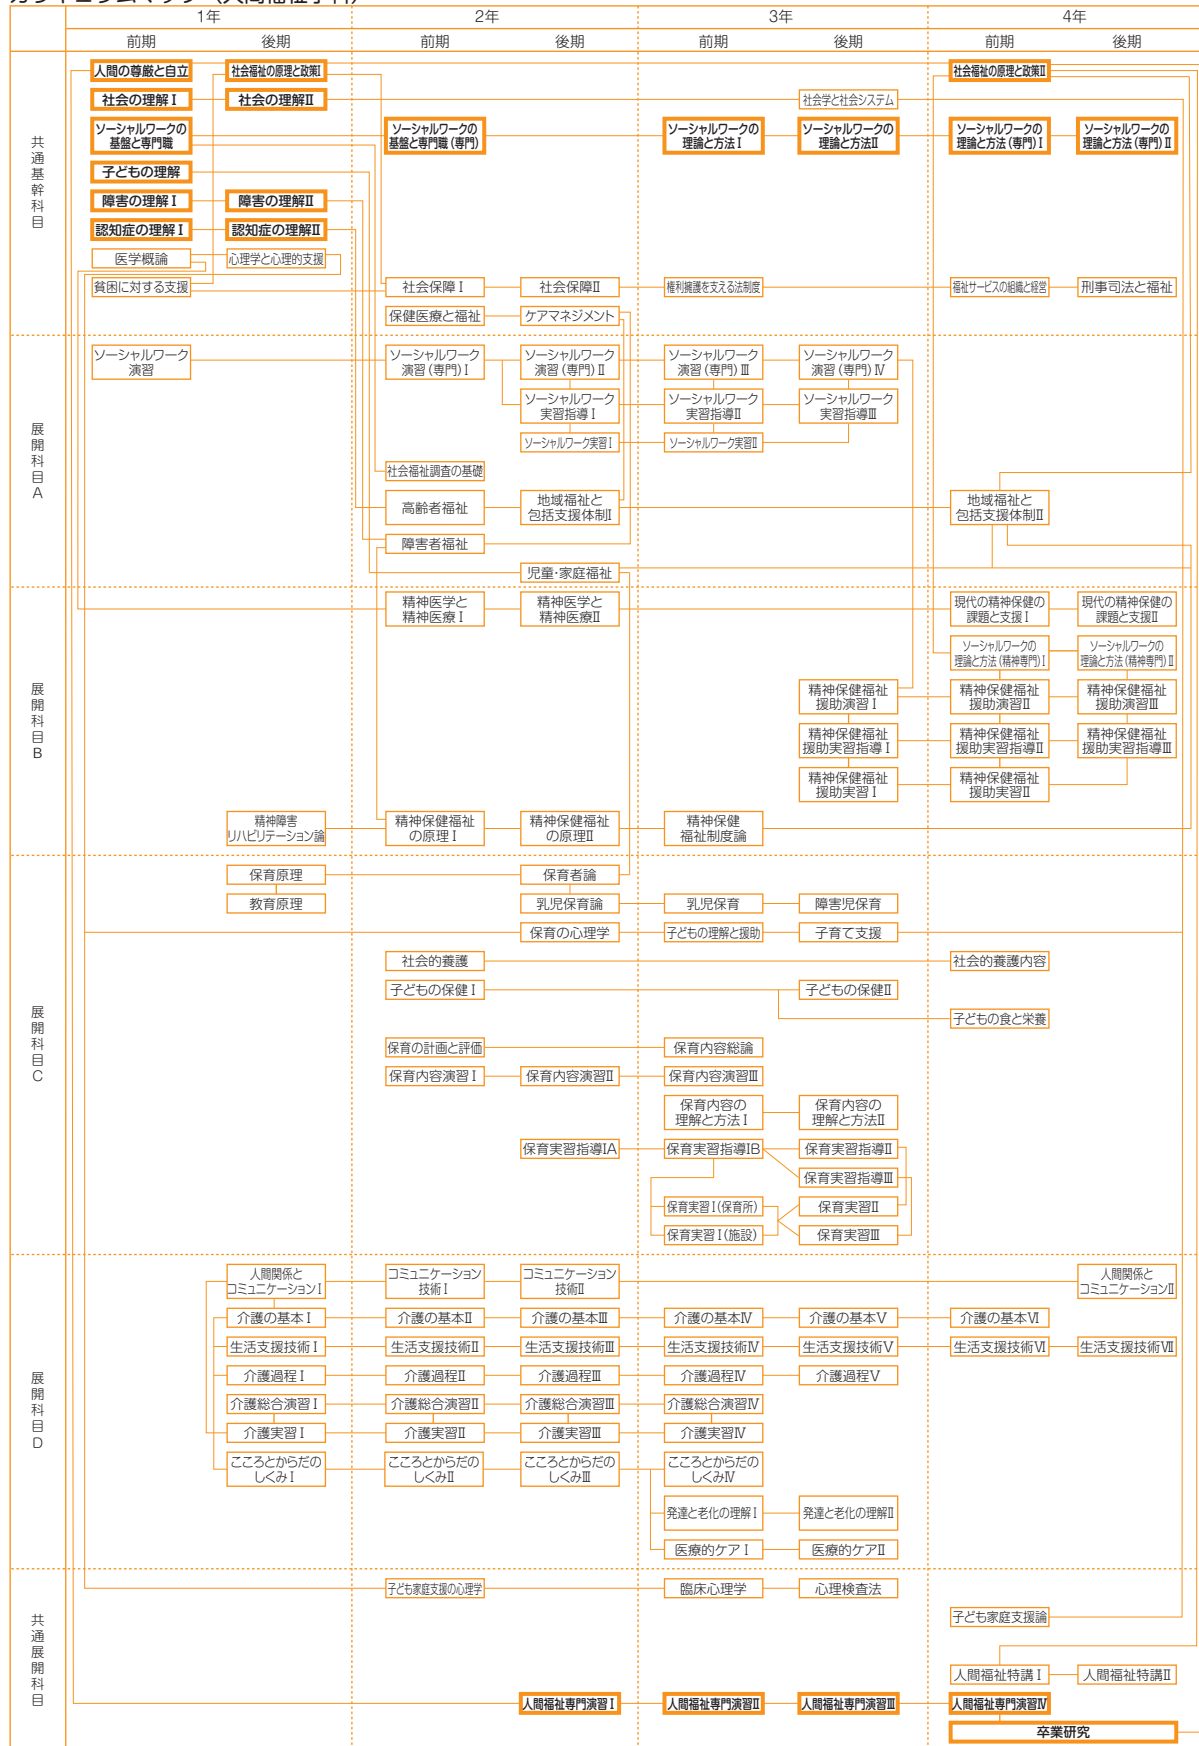 カリキュラムマップ（人間福祉学科）
1年 2年 3年 4年
前期 後期 前期 後期 前期 後期 前期 後期
共通基幹科目
人間の尊厳と自立 社会福祉の原理と政策Ⅰ 社会福祉の原理と政策Ⅱ
社会の理解Ⅰ 社会の理解Ⅱ 社会学と社会システム
ソーシャルワークの ソーシャルワークの ソーシャルワークの ソーシャルワークの ソーシャルワークの ソーシャルワークの
基盤と専門職 基盤と専門職(専門) 理論と方法Ⅰ 理論と方法Ⅱ 理論と方法(専門)Ⅰ 理論と方法(専門)Ⅱ
子どもの理解
障害の理解Ⅰ 障害の理解Ⅱ
認知症の理解Ⅰ 認知症の理解Ⅱ
医学概論 心理学と心理的支援
貧困に対する支援 社会保障Ⅰ 社会保障Ⅱ 権利擁護を支える法制度 福祉サービスの組織と経営 刑事司法と福祉
保健医療と福祉 ケアマネジメント
展開科目A
ソーシャルワーク ソーシャルワーク ソーシャルワーク ソーシャルワーク ソーシャルワーク
演習 演習(専門)Ⅰ 演習(専門)Ⅱ 演習(専門)Ⅲ 演習(専門)Ⅳ
ソーシャルワーク ソーシャルワーク ソーシャルワーク
実習指導Ⅰ 実習指導Ⅱ 実習指導Ⅲ
ソーシャルワーク実習Ⅰ ソーシャルワーク実習Ⅱ
社会福祉調査の基礎
高齢者福祉 地域福祉と 地域福祉と
包括支援体制Ⅰ 包括支援体制Ⅱ
障害者福祉
児童・家庭福祉
展開科目B
精神医学と 精神医学と 現代の精神保健の 現代の精神保健の
精神医療Ⅰ 精神医療Ⅱ 課題と支援Ⅰ 課題と支援Ⅱ
ソーシャルワークの ソーシャルワークの
理論と方法(精神専門)Ⅰ 理論と方法(精神専門)Ⅱ
精神保健福祉 精神保健福祉 精神保健福祉
援助演習Ⅰ 援助演習Ⅱ 援助演習Ⅲ
精神保健福祉 精神保健福祉 精神保健福祉
援助実習指導Ⅰ 援助実習指導Ⅱ 援助実習指導Ⅲ
精神保健福祉 精神保健福祉
援助実習Ⅰ 援助実習Ⅱ
精神障害 精神保健福祉 精神保健福祉 精神保健
リハビリテーション論 の原理Ⅰ の原理Ⅱ 福祉制度論
展開科目C
保育原理 保育者論
教育原理 乳児保育論 乳児保育 障害児保育
保育の心理学 子どもの理解と援助 子育て支援
社会的養護 社会的養護内容
子どもの保健Ⅰ 子どもの保健Ⅱ
子どもの食と栄養
保育の計画と評価 保育内容総論
保育内容演習Ⅰ 保育内容演習Ⅱ 保育内容演習Ⅲ
保育内容の 保育内容の
理解と方法Ⅰ 理解と方法Ⅱ
保育実習指導ⅠA 保育実習指導ⅠB 保育実習指導Ⅱ
保育実習指導Ⅲ
保育実習Ⅰ(保育所) 保育実習Ⅱ
保育実習Ⅰ(施設) 保育実習Ⅲ
展開科目D
人間関係と コミュニケーション コミュニケーション 人間関係と
コミュニケーションⅠ 技術Ⅰ 技術Ⅱ コミュニケーションⅡ
介護の基本Ⅰ 介護の基本Ⅱ 介護の基本Ⅲ 介護の基本Ⅳ 介護の基本Ⅴ 介護の基本Ⅵ
生活支援技術Ⅰ 生活支援技術Ⅱ 生活支援技術Ⅲ 生活支援技術Ⅳ 生活支援技術Ⅴ 生活支援技術Ⅵ 生活支援技術Ⅶ
介護過程Ⅰ 介護過程Ⅱ 介護過程Ⅲ 介護過程Ⅳ 介護過程Ⅴ
介護総合演習Ⅰ 介護総合演習Ⅱ 介護総合演習Ⅲ 介護総合演習Ⅳ
介護実習Ⅰ 介護実習Ⅱ 介護実習Ⅲ 介護実習Ⅳ
こころとからだの こころとからだの こころとからだの こころとからだの
しくみⅠ しくみⅡ しくみⅢ しくみⅣ
発達と老化の理解Ⅰ 発達と老化の理解Ⅱ
医療的ケアⅠ 医療的ケアⅡ
共通展開科目
子ども家庭支援の心理学 臨床心理学 心理検査法
子ども家庭支援論
人間福祉特講Ⅰ 人間福祉特講Ⅱ
人間福祉専門演習Ⅰ 人間福祉専門演習Ⅱ 人間福祉専門演習Ⅲ 人間福祉専門演習Ⅳ
卒業研究